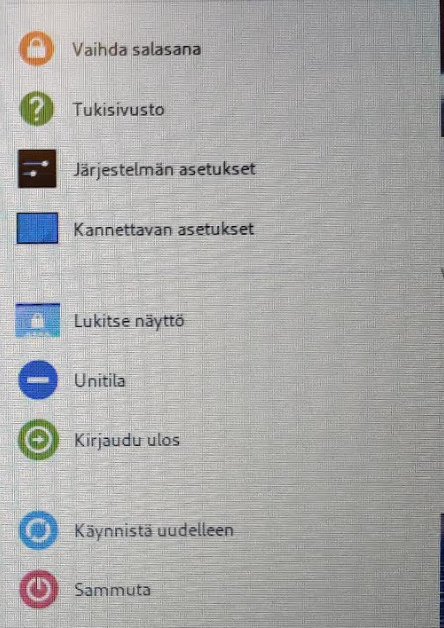 Vaihda salasana
Tukisivusto
Järjestelmän asetukset
Kannettavan asetukset
Lukitse näyttö
Unitila
Kirjaudu ulos
Käynnistä uudelleen
Sammuta